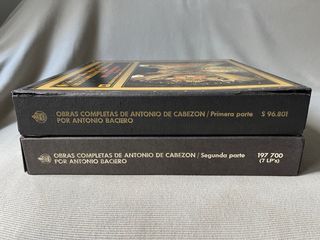 OBRAS COMPLETAS DE ANTONIO DE CABEZON / Primera parte S 96.801
POR ANTONIO BACIERO
OBRAS COMPLETAS DE ANTONIO DE CABEZON / Segunda parte 197 700
POR ANTONIO BACIERO (7 LP's)